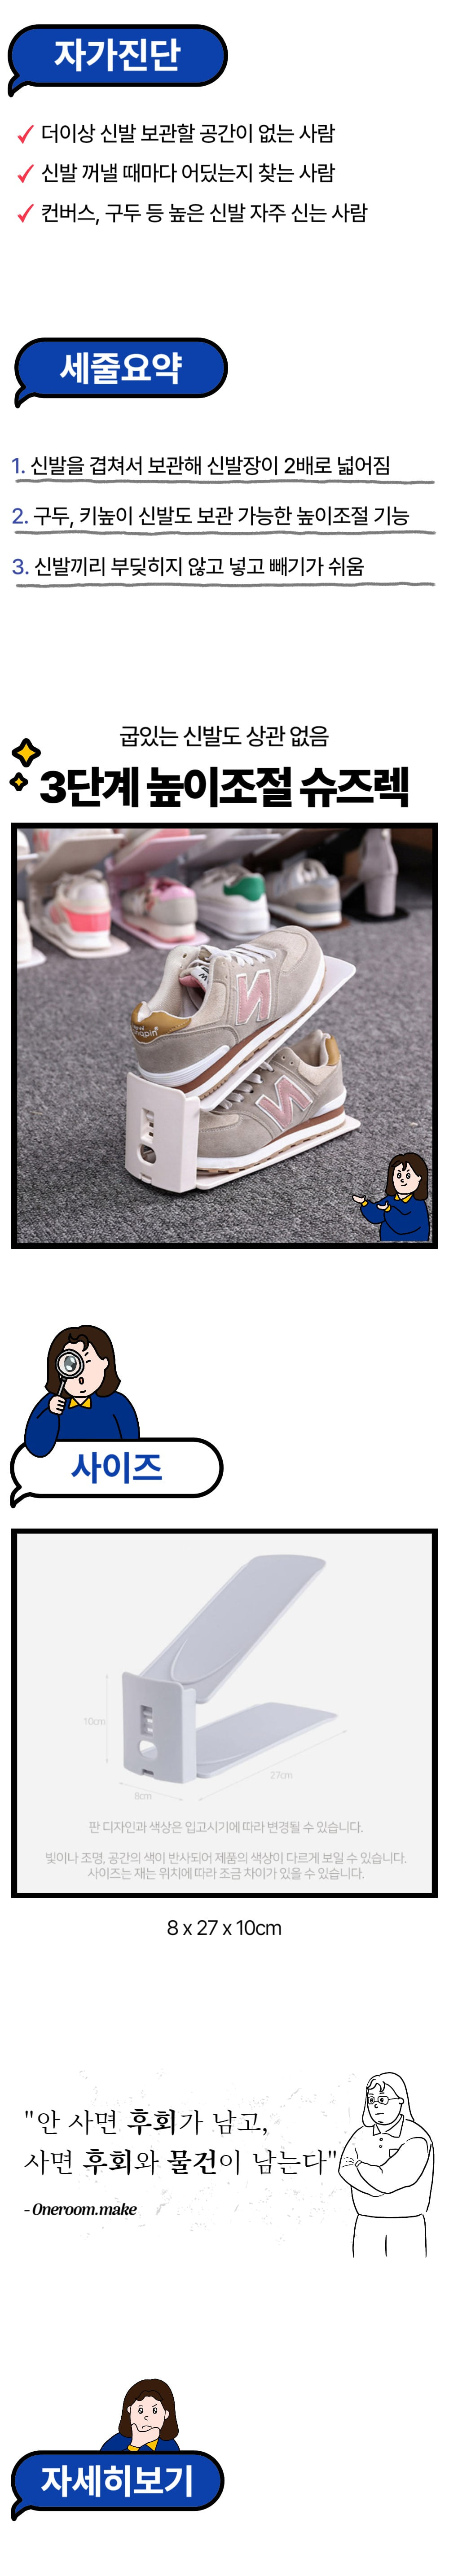 자가진단
더이상 신발 보관할 공간이 없는 사람
신발 꺼낼 때마다 어딨는지 찾는 사람
컨버스, 구두 등 높은 신발 자주 신는 사람
세줄요약
1. 신발을 겹쳐서 보관해 신발장이 2배로 넓어짐
2. 구두, 키높이 신발도 보관 가능한 높이조절 기능
3. 신발끼리 부딪히지 않고 넣고 빼기가 쉬움
굽있는 신발도 상관 없음
3단계 높이조절 슈즈렉
N
N
사이즈
10cm
8cm
27cm
판 디자인과 색상은 입고시기에 따라 변경될 수 있습니다.
빛이나 조명, 공간의 색이 반사되어 제품의 색상이 다르게 보일 수 있습니다.
사이즈는 재는 위치에 따라 조금 차이가 있을 수 있습니다.
8 x 27 x 10cm
"안 사면 후회가 남고,
사면 후회와 물건이 남는다"
- Oneroom.make
자세히보기